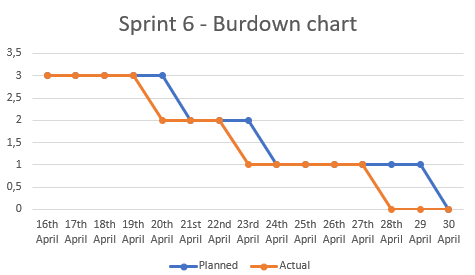 Sprint 6 - Burdown chart
3,5
3
2,5
2
1,5
1
0,5
0
16th 17th 18th 19th 20th 21st 22nd 23rd 24th 25th 26th 27th 28th 29 30
April April April April April April April April April April April April April April April
Planned Actual